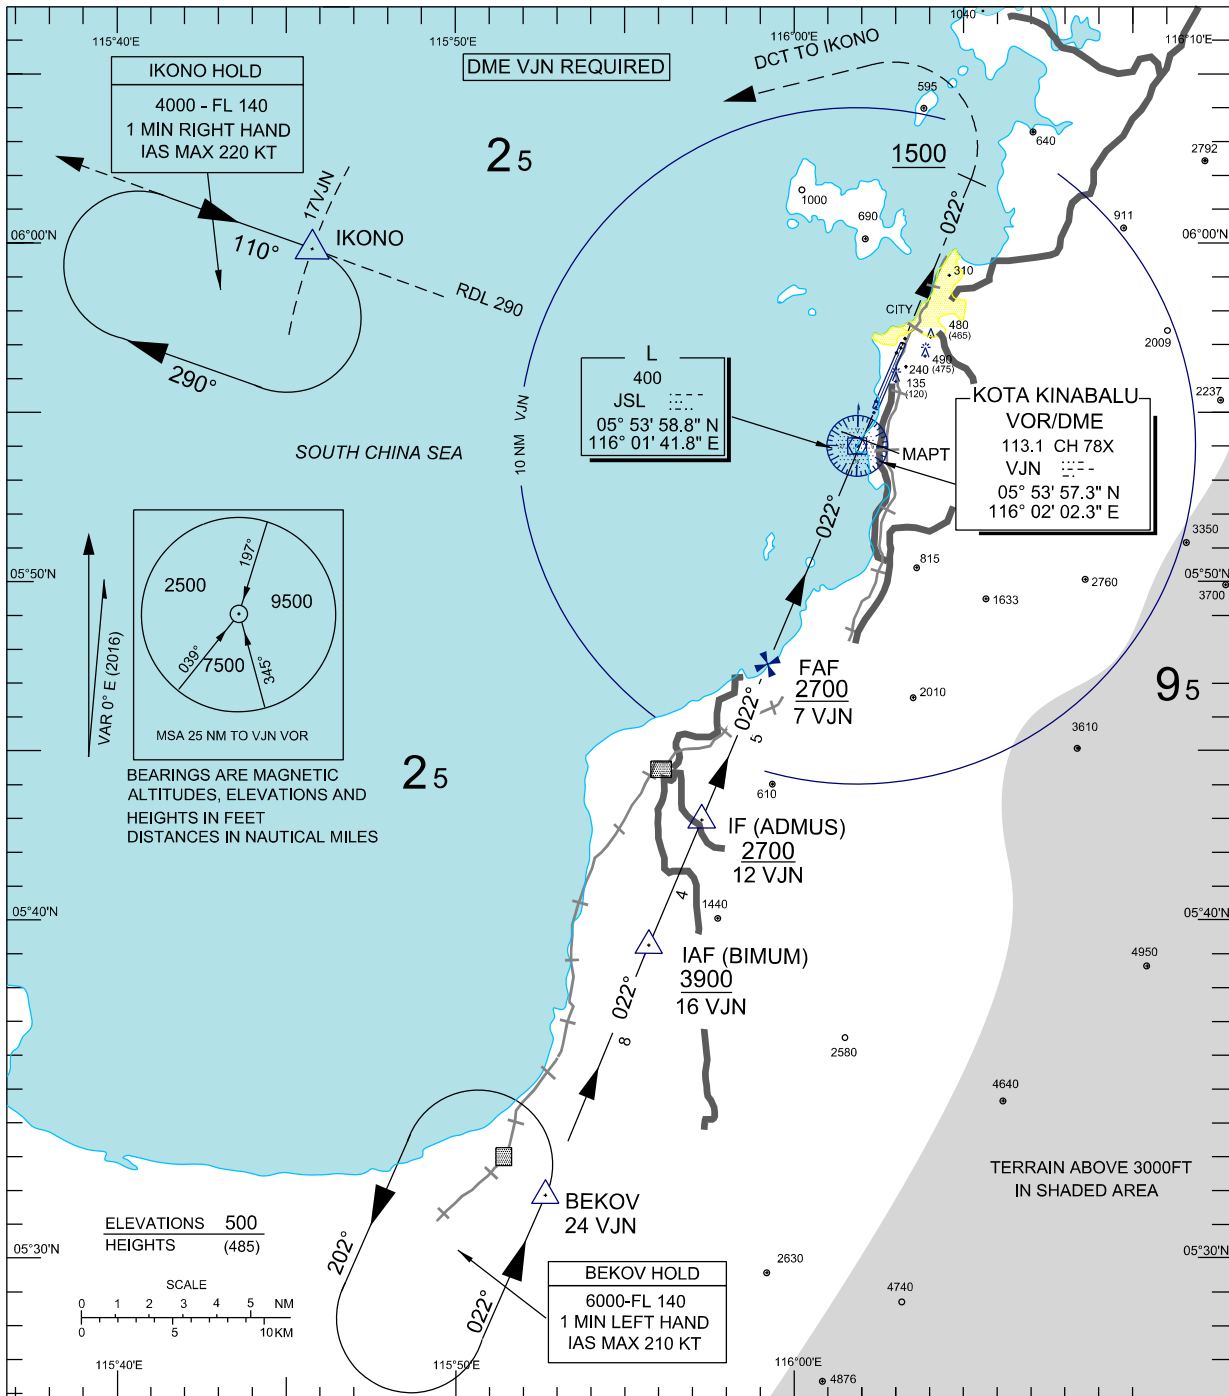 115°40'E
115°50'E
116°00'E
1040
116°10'E
IKONO HOLD
4000 - FL 140
1 MIN RIGHT HAND
IAS MAX 220 KT
DME VJN REQUIRED
DCT TO IKONO
595
640
2792
25
1500
1000
690
911
17VJN
IKONO
110°
RDL 290
290°
022°
06°00'N
06°00'N
310
CITY
480
(465)
490
(475)
240
135
(120)
2009
2237
L
400
JSL
05° 53' 58.8" N
116° 01' 41.8" E
KOTA KINABALU
VOR/DME
113.1 CH 78X
VJN
05° 53' 57.3" N
116° 02' 02.3" E
MAPT
10 NM VJN
SOUTH CHINA SEA
022°
3350
05°50'N
05°50'N
3700
815
1633
2760
197°
2500
9500
039°
7500
345°
MSA 25 NM TO VJN VOR
VAR 0° E (2016)
BEARINGS ARE MAGNETIC
ALTITUDES, ELEVATIONS AND
HEIGHTS IN FEET
DISTANCES IN NAUTICAL MILES
25
95
FAF
2700
7 VJN
2010
022°
5
3610
610
IF (ADMUS)
2700
12 VJN
4
1440
05°40'N
05°40'N
IAF (BIMUM)
3900
16 VJN
4950
022°
8
2580
4640
TERRAIN ABOVE 3000FT
IN SHADED AREA
BEKOV
24 VJN
202°
022°
ELEVATIONS 500
HEIGHTS (485)
05°30'N
05°30'N
SCALE
0 1 2 3 4 5 NM
0 5 10KM
BEKOV HOLD
6000-FL 140
1 MIN LEFT HAND
IAS MAX 210 KT
2630
4740
4876
115°40'E
115°50'E
116°00'E